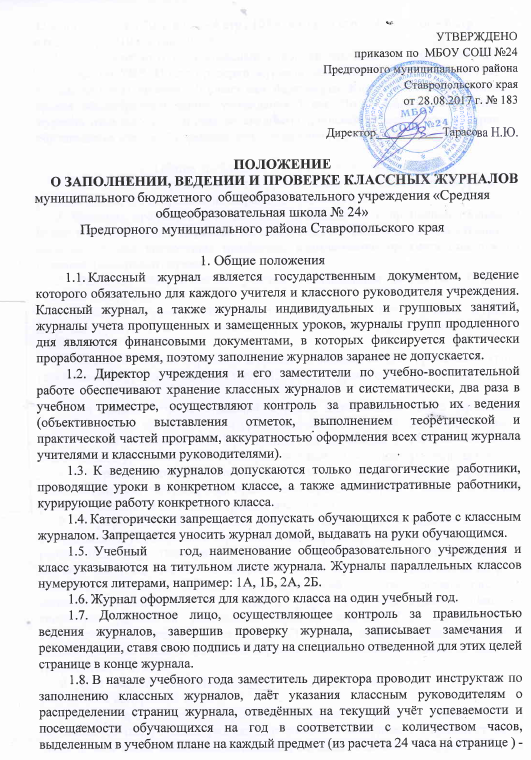 УТВЕРЖДЕНО
приказом по МБОУ СОШ №24
Предгорного муниципального района
Ставропольского края
от 28.08.2017 г. № 183
МБОУ
СОШ №24
Директор__________Тарасова Н.Ю.
ПОЛОЖЕНИЕ
О ЗАПОЛНЕНИИ, ВЕДЕНИИ И ПРОВЕРКЕ КЛАССНЫХ ЖУРНАЛОВ
муниципального бюджетного общеобразовательного учреждения «Средняя
общеобразовательная школа № 24»
Предгорного муниципального района Ставропольского края
1. Общие положения
1.1. Классный журнал является государственным документом, ведение
которого обязательно для каждого учителя и классного руководителя учреждения.
Классный журнал, а также журналы индивидуальных и групповых занятий,
журналы учета пропущенных и замещенных уроков, журналы групп продленного
дня являются финансовыми документами, в которых фиксируется фактически
проработанное время, поэтому заполнение журналов заранее не допускается.
1.2. Директор учреждения и его заместители по учебно-воспитательной
работе обеспечивают хранение классных журналов и систематически, два раза в
учебном триместре, осуществляют контроль за правильностью их ведения
(объективностью выставления отметок, выполнением теоретической и
практической частей программ, аккуратностью оформления всех страниц журнала
учителями и классными руководителями).
1.3. К ведению журналов допускаются только педагогические работники,
проводящие уроки в конкретном классе, а также административные работники,
курирующие работу конкретного класса.
1.4. Категорически запрещается допускать обучающихся к работе с классным
журналом. Запрещается уносить журнал домой, выдавать на руки обучающимся.
1.5. Учебный год, наименование общеобразовательного учреждения и
класс указываются на титульном листе журнала. Журналы параллельных классов
нумеруются литерами, например: 1А, 1Б, 2А, 2Б.
1.6. Журнал оформляется для каждого класса на один учебный год.
1.7. Должностное лицо, осуществляющее контроль за правильностью
ведения журналов, завершив проверку журнала, записывает замечания и
рекомендации, ставя свою подпись и дату на специально отведенной для этих целей
странице в конце журнала.
1.8. В начале учебного года заместитель директора проводит инструктаж по
заполнению классных журналов, даёт указания классным руководителям о
распределении страниц журнала, отведённых на текущий учёт успеваемости и
посещаемости обучающихся на год в соответствии с количеством часов,
выделенным в учебном плане на каждый предмет (из расчета 24 часа на странице ) -